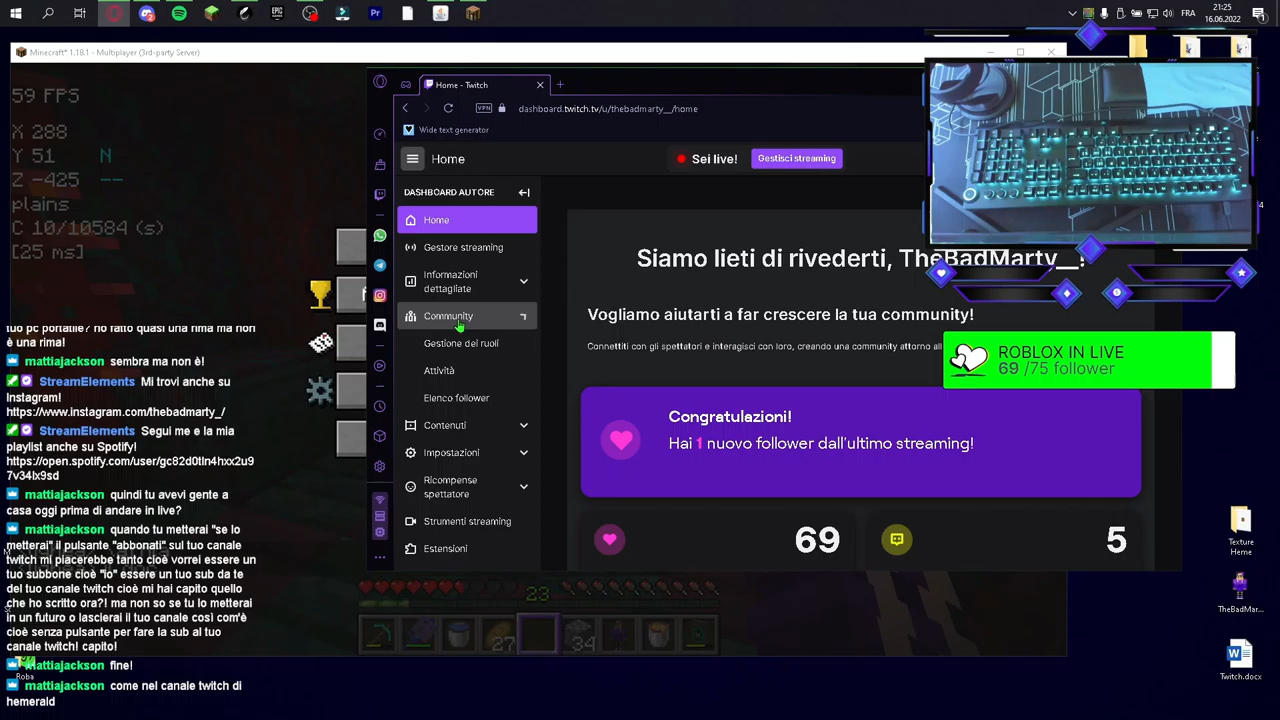 21:25
FRA
16.06.2022
Minecraft* 1.18.1 - Multiplayer (3rd-party Server)
59 FPS
X 288
Y 51 N
Z -425 --
plains
C 10/10584 (s)
[25 ms]
Home - Twitch
VPN
dashboard.twitch.tv/u/thebadmarty__/home
Wide text generator
Home
Sei live!
Gestisci streaming
DASHBOARD AUTORE
Home
Gestore streaming
Informazioni
dettagliate
Community
Gestione dei ruoli
Attività
Elenco follower
Contenuti
Impostazioni
Ricompense
spettatore
Strumenti streaming
Estensioni
Siamo lieti di rivederti, TheBadMarty__!
Vogliamo aiutarti a far crescere la tua community!
Connettiti con gli spettatori e interagisci con loro, creando una community attorno al
Congratulazioni!
Hai 1 nuovo follower dall'ultimo streaming!
69
5
ROBLOX IN LIVE
69 /75 follower
tuo pc portatile? ho fatto quasi una rima ma non
è una rima!
mattiajackson sembra ma non è!
StreamElements Mi trovi anche su
Instagram!
https://www.instagram.com/thebadmarty_/
StreamElements Segui me e la mia
playlist anche su Spotify!
mattiajackson quindi tu avevi gente a
casa oggi prima di andare in live?
mattiajackson quando tu metterai "se lo
metterai" il pulsante "abbonati" sul tuo canale
twitch mi piacerebbe tanto cioè vorrei essere un
tuo subbone cioè "io" essere un tuo sub da te
del tuo canale twitch cioè mi hai capito quello
che ho scritto ora?! ma non so se tu lo metterai
in un futuro o lascierai il tuo canale così com'è
cioè senza pulsante per fare la sub al tuo
canale twitch! capito!
mattiajackson fine!
mattiajackson come nel canale twitch di
hemerald
Roba
23
27
34
Texture
Heme
TheBadMar...
Twitch.docx